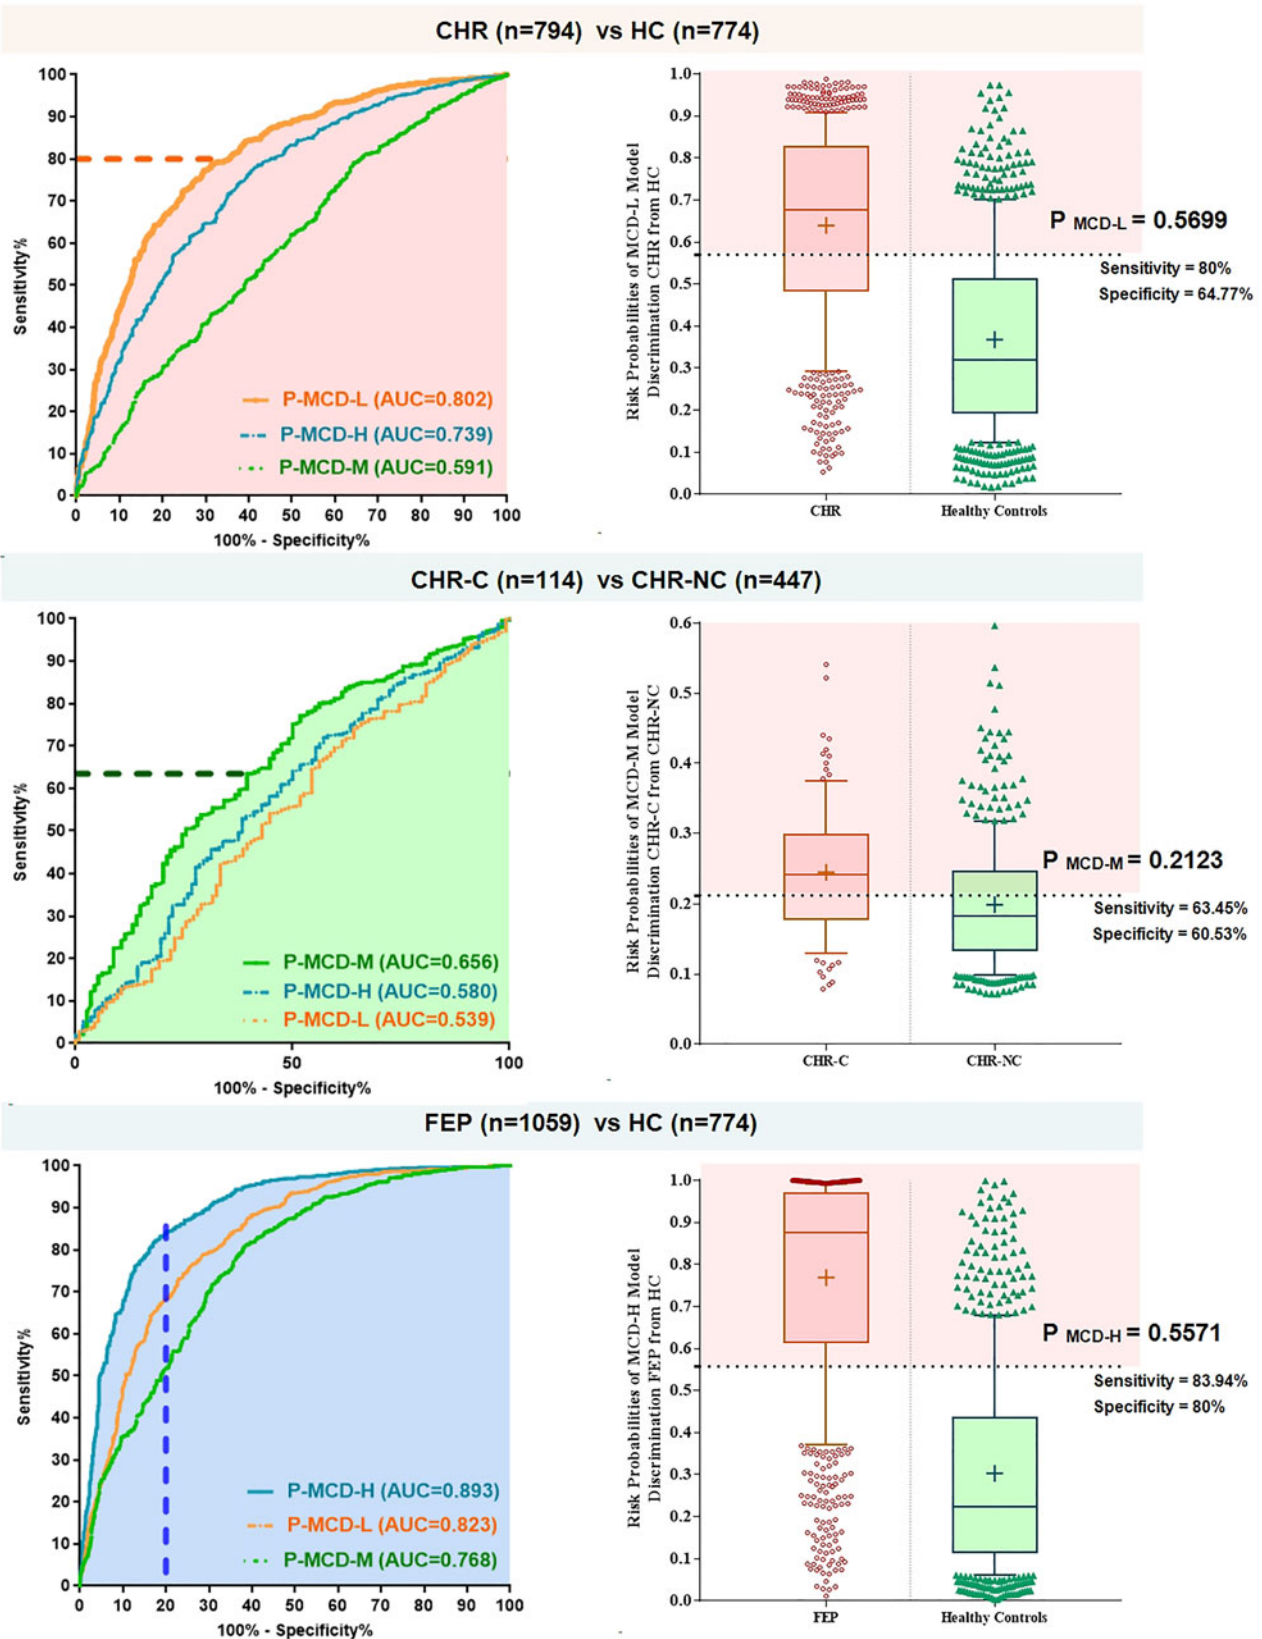 CHR (n=794) vs HC (n=774)
100
90
80
70
60
50
40
30
20
10
0
Sensitivity%
P-MCD-L (AUC=0.802)
P-MCD-H (AUC=0.739)
P-MCD-M (AUC=0.591)
0 10 20 30 40 50 60 70 80 90 100
100% - Specificity%
Risk Probabilities of MCD-L Model
Discrimination CHR from HC
1.0
0.9
0.8
0.7
0.6
0.5
0.4
0.3
0.2
0.1
0.0
P MCD-L = 0.5699
Sensitivity = 80%
Specificity = 64.77%
CHR Healthy Controls
CHR-C (n=114) vs CHR-NC (n=447)
100
90
80
70
60
50
40
30
20
10
0
Sensitivity%
P-MCD-M (AUC=0.656)
P-MCD-H (AUC=0.580)
P-MCD-L (AUC=0.539)
0 50 100
100% - Specificity%
Risk Probabilities of MCD-M Model
Discrimination CHR-C from CHR-NC
0.6
0.5
0.4
0.3
0.2
0.1
0.0
P MCD-M = 0.2123
Sensitivity = 63.45%
Specificity = 60.53%
CHR-C CHR-NC
FEP (n=1059) vs HC (n=774)
100
90
80
70
60
50
40
30
20
10
0
Sensitivity%
P-MCD-H (AUC=0.893)
P-MCD-L (AUC=0.823)
P-MCD-M (AUC=0.768)
0 10 20 30 40 50 60 70 80 90 100
100% - Specificity%
Risk Probabilities of MCD-H Model
Discrimination FEP from HC
1.0
0.9
0.8
0.7
0.6
0.5
0.4
0.3
0.2
0.1
0.0
P MCD-H = 0.5571
Sensitivity = 83.94%
Specificity = 80%
FEP Healthy Controls